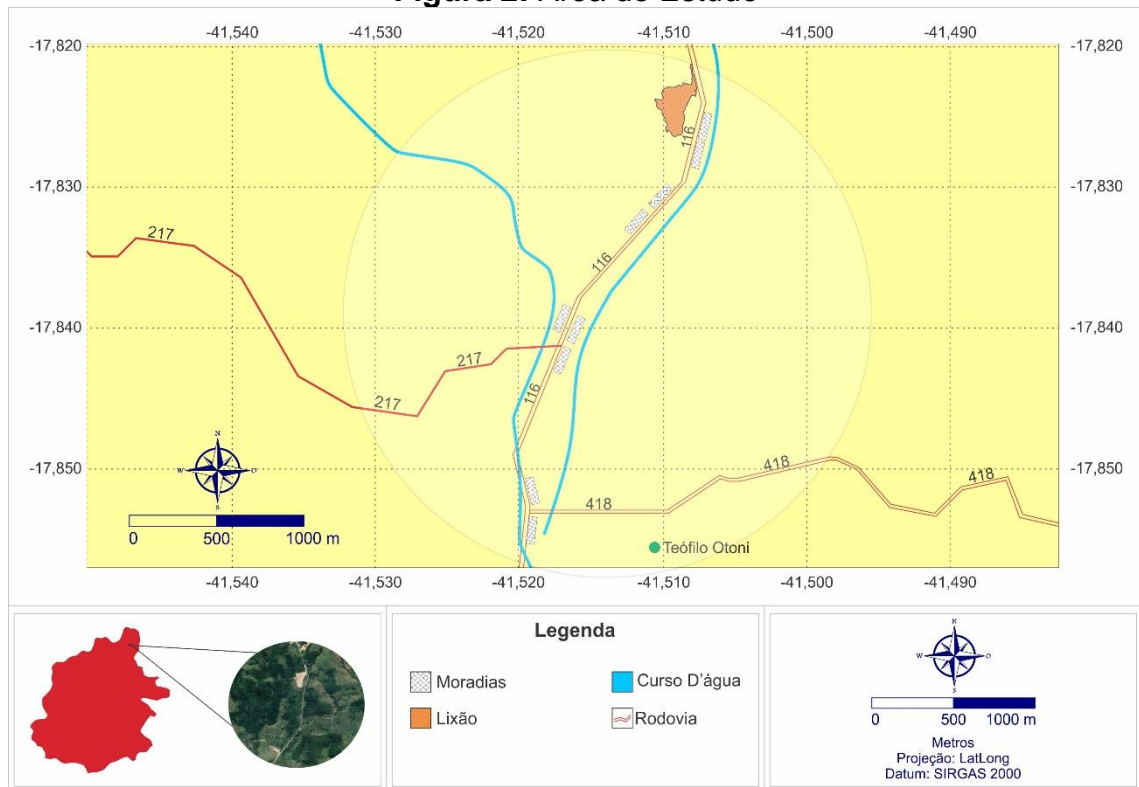 Figura 2: Área de Estudo
-41,540 -41,530 -41,520 -41,510 -41,500 -41,490
-17,820 -17,820
116
-17,830 -17,830
217
116
-17,840 -17,840
217
217
116
N
W O
S
-17,850 -17,850
418
418
418
0 500 1000 m
Teófilo Otoni
-41,540 -41,530 -41,520 -41,510 -41,500 -41,490
Legenda
Moradias
Curso D'água
Lixão
Rodovia
N
W O
S
0 500 1000 m
Metros
Projeção: LatLong
Datum: SIRGAS 2000